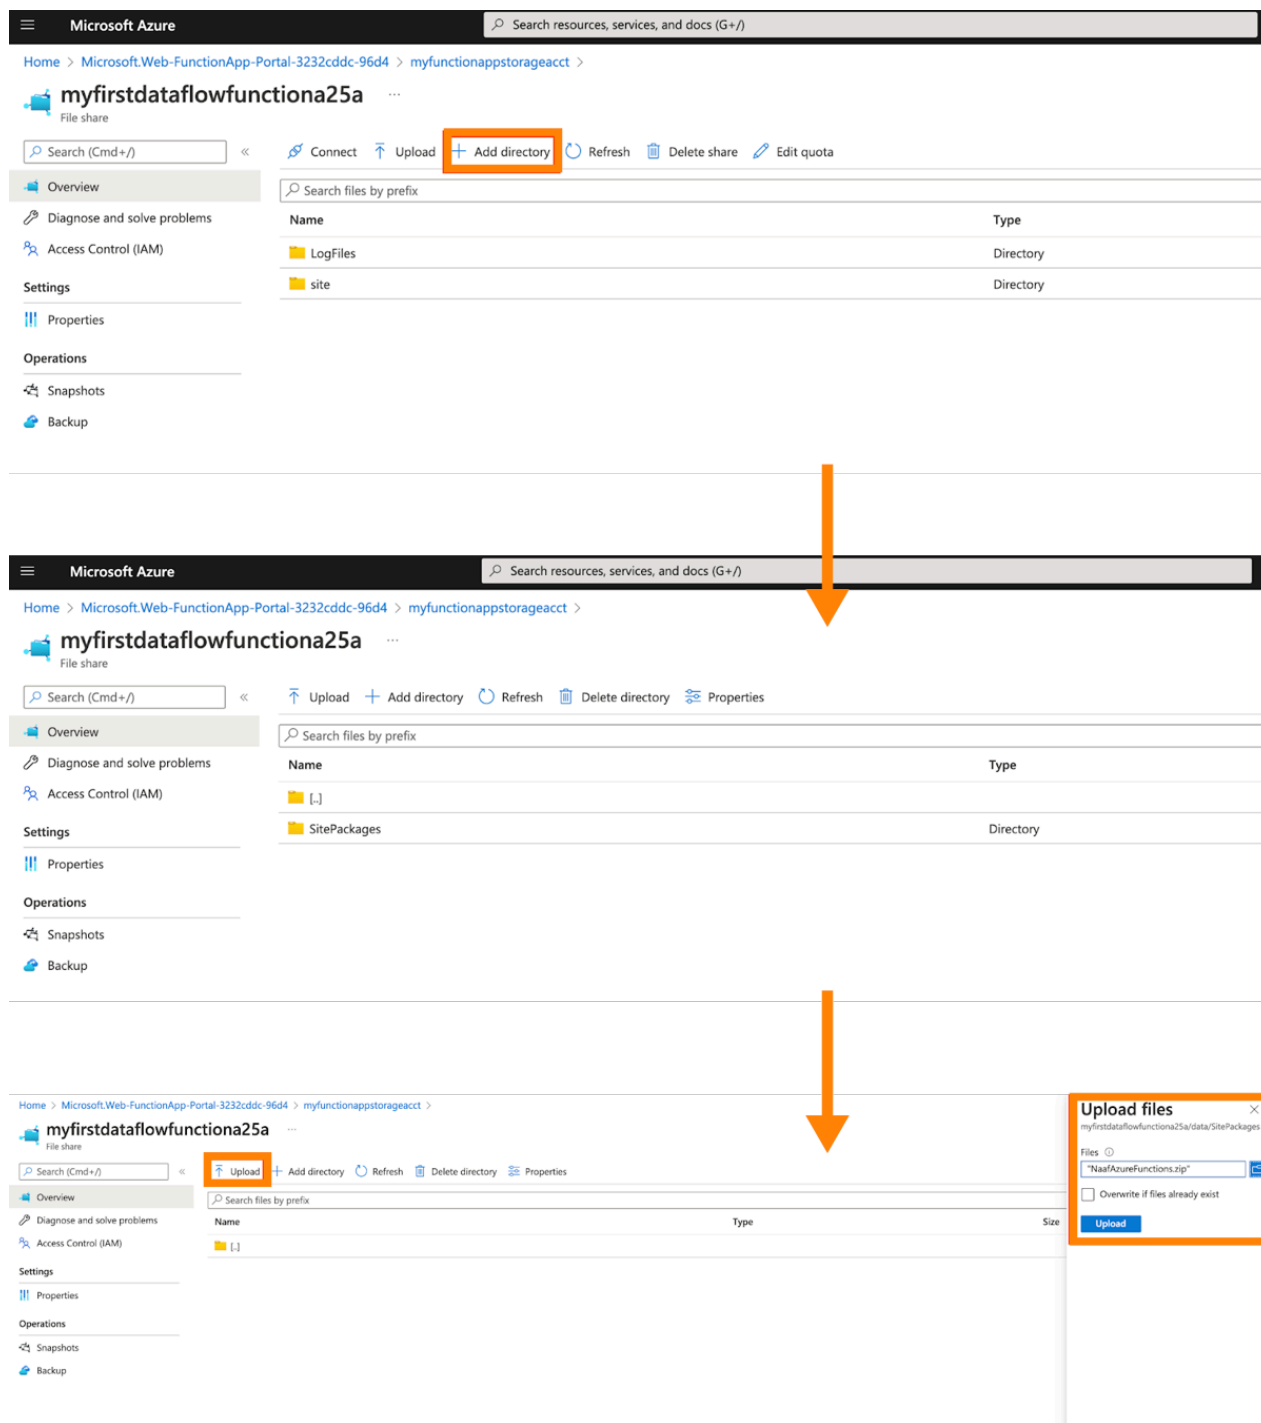 Microsoft Azure
Search resources, services, and docs (G+/)
Home > Microsoft.Web-FunctionApp-Portal-3232cddc-96d4 > myfunctionappstorageacct >
myfirstdataflowfunctiona25a ...
File share
Search (Cmd+/) «
Connect Upload Add directory Refresh Delete share Edit quota
Overview
Search files by prefix
Diagnose and solve problems
Name Type
Access Control (IAM)
LogFiles Directory
Settings
site Directory
Properties
Operations
Snapshots
Backup
Microsoft Azure
Search resources, services, and docs (G+/)
Home > Microsoft.Web-FunctionApp-Portal-3232cddc-96d4 > myfunctionappstorageacct >
myfirstdataflowfunctiona25a ...
File share
Search (Cmd+/) «
Upload Add directory Refresh Delete directory Properties
Overview
Search files by prefix
Diagnose and solve problems
Name Type
Access Control (IAM)
[..]
Settings
SitePackages Directory
Properties
Operations
Snapshots
Backup
Home > Microsoft.Web-FunctionApp-Portal-3232cddc-96d4 > myfunctionappstorageacct >
myfirstdataflowfunctiona25a ...
File share
Search (Cmd+/) «
Upload Add directory Refresh Delete directory Properties
Overview
Search files by prefix
Diagnose and solve problems
Name Type Size
Access Control (IAM)
[..]
Settings
Properties
Operations
Snapshots
Backup
Upload files
myfirstdataflowfunctiona25a/data/SitePackages
Files
"NaafAzureFunctions.zip"
Overwrite if files already exist
Upload